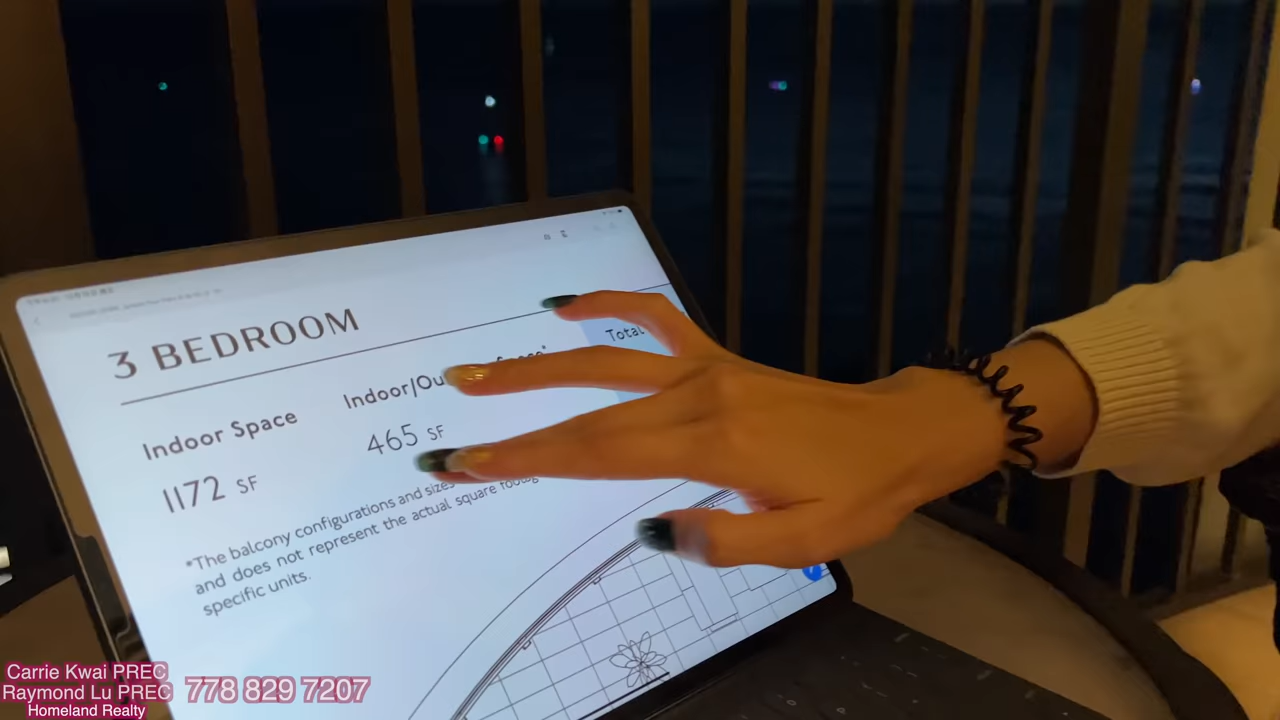 3 BEDROOM
Total
Indoor Space
Indoor/Ou
1172 SF
465 SF
*The balcony configurations and sizes
and does not represent the actual square
specific units.
Carrie Kwai PREC
Raymond Lu PREC
778 829 7207
Homeland Realty